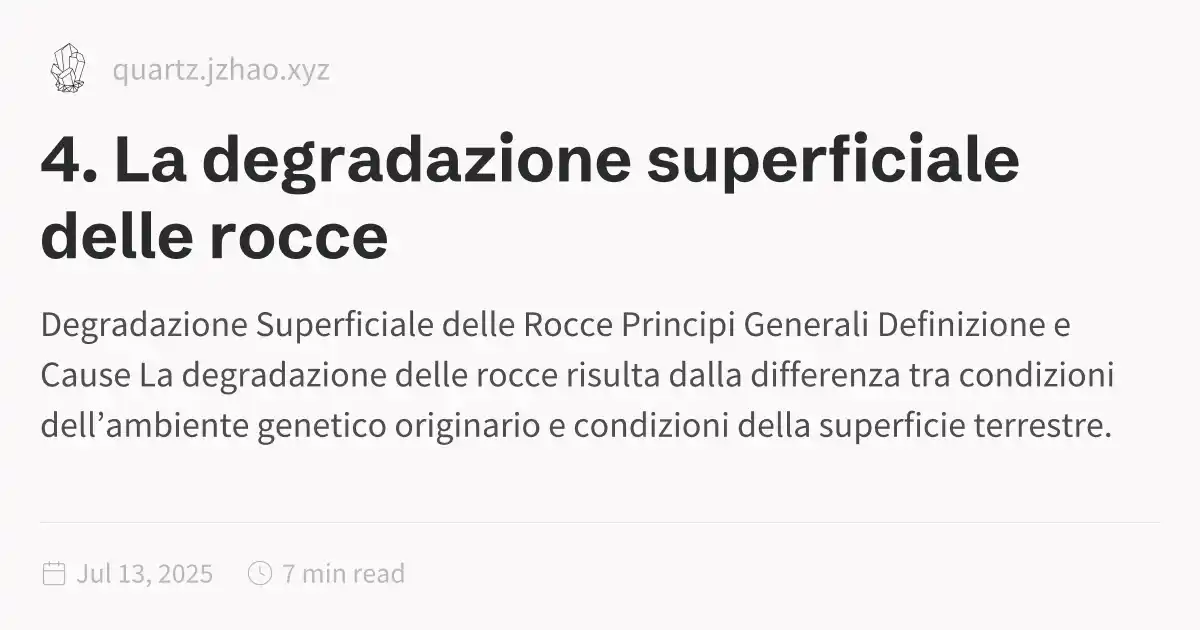 quartz.jzhao.xyz
4. La degradazione superficiale
delle rocce
Degradazione Superficiale delle Rocce Principi Generali Definizione e
Cause La degradazione delle rocce risulta dalla differenza tra condizioni
dell’ambiente genetico originario e condizioni della superficie terrestre.
Jul 13, 2025 7 min read